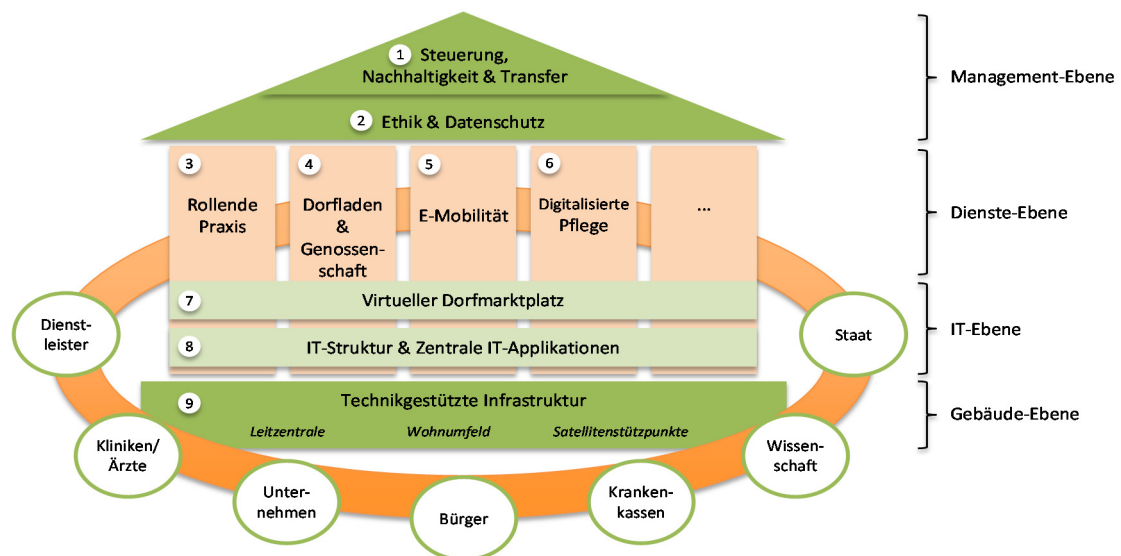 1 Steuerung,
Nachhaltigkeit & Transfer
Management-Ebene
2 Ethik & Datenschutz
3
Rollende
Praxis
4
Dorfladen
&
Genossen-
schaft
5
E-Mobilität
6
Digitalisierte
Pflege
...
Dienste-Ebene
7 Virtueller Dorfmarktplatz
8 IT-Struktur & Zentrale IT-Applikationen
IT-Ebene
9 Technikgestützte Infrastruktur
Leitzentrale Wohnumfeld Satellitenstützpunkte
Gebäude-Ebene
Dienst-
leister
Kliniken/
Ärzte
Unter-
nehmen
Bürger
Kranken-
kassen
Wissen-
schaft
Staat